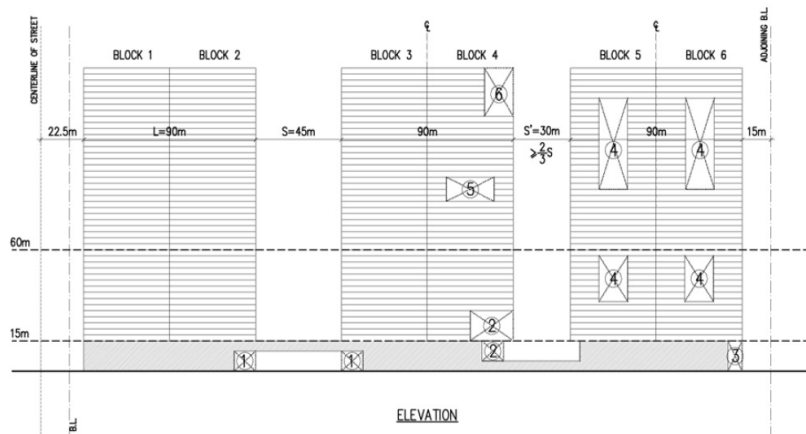 CENTERLINE OF STREET
BLOCK 1
BLOCK 2
BLOCK 3
℄
BLOCK 4
BLOCK 5
℄
BLOCK 6
ADJOINING B.L.
6
22.5m
L=90m
S=45m
90m
S'=30m
90m
15m
≥2/3S
4
4
5
60m
4
4
2
15m
1
1
2
3
ELEVATION
B.L.